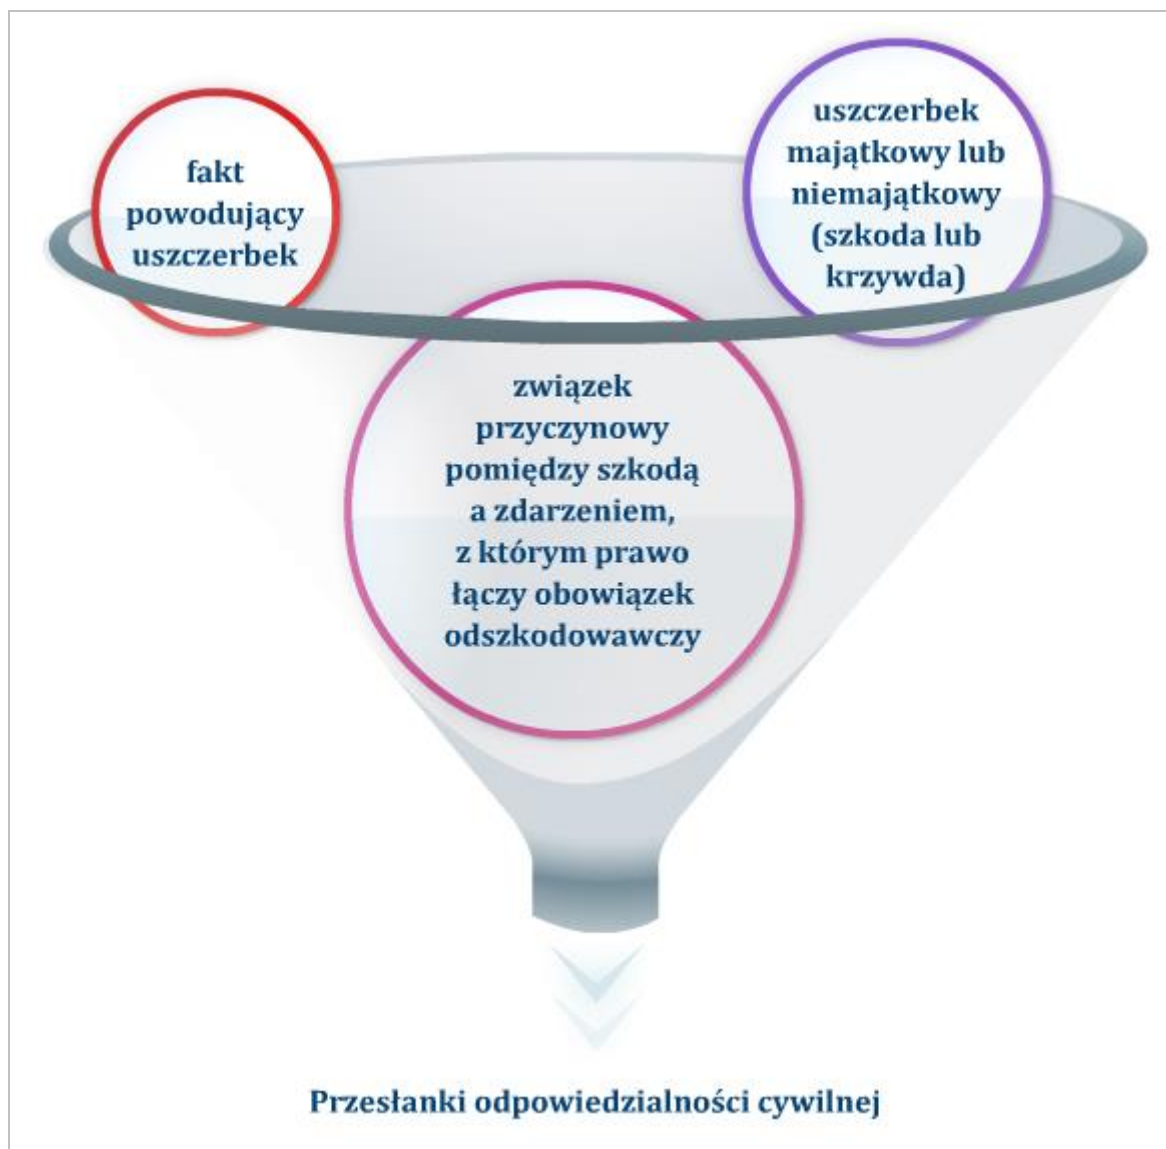 fakt
powodujący
uszczerbek
uszczerbek
majątkowy lub
niemajątkowy
(szkoda lub
krzywda)
związek
przyczynowy
pomiędzy szkodą
a zdarzeniem,
z którym prawo
łączy obowiązek
odszkodowawczy
Przesłanki odpowiedzialności cywilnej